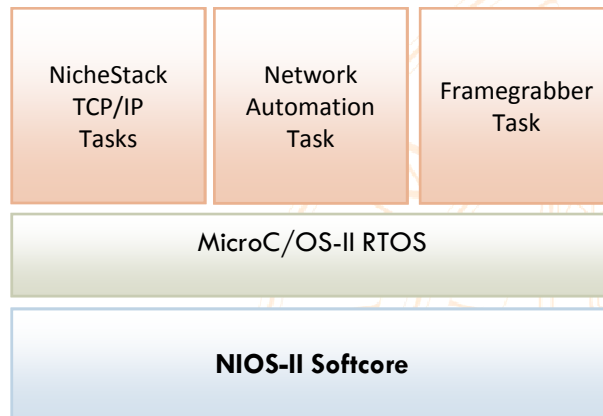 NicheStack
TCP/IP
Tasks
Network
Automation
Task
Framegrabber
Task
MicroC/OS-II RTOS
NIOS-II Softcore